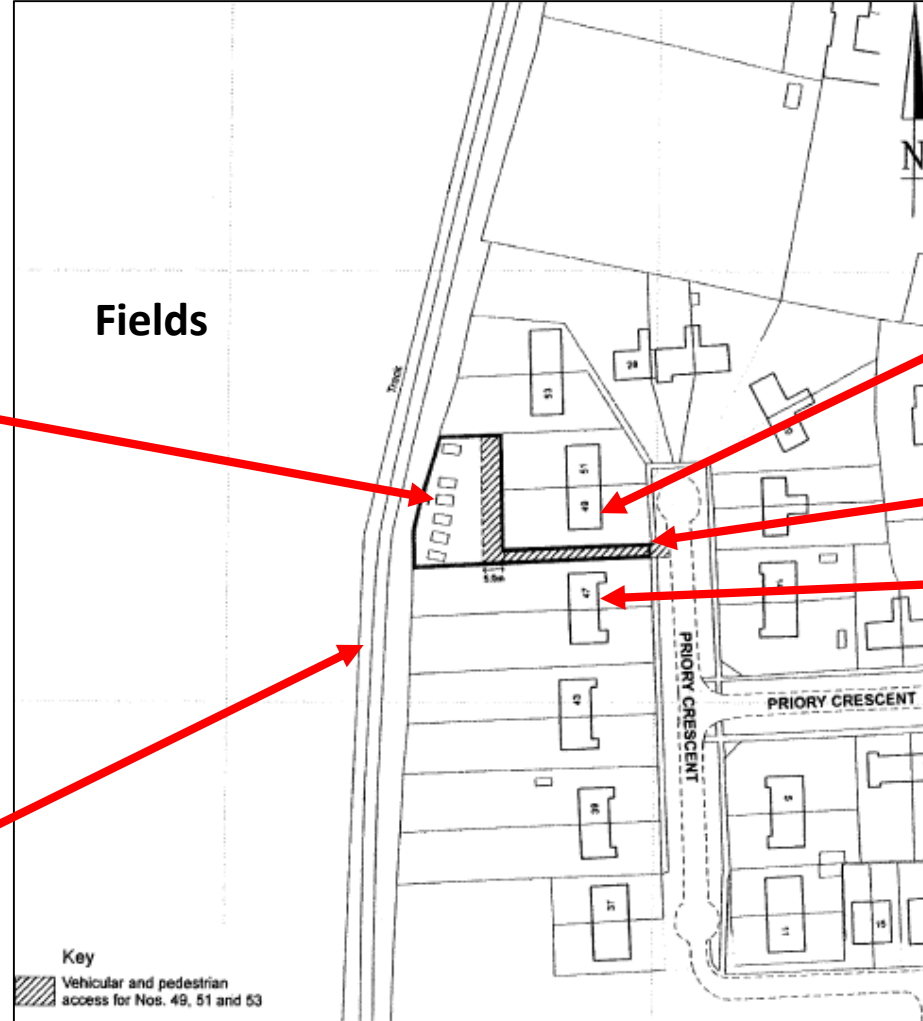 N
Fields
Track
53
28
51
49
5.5m
47
PRIORY CRESCENT
PRIORY CRESCENT
43
39
5
37
11
15
Key
Vehicular and pedestrian
access for Nos. 49, 51 and 53